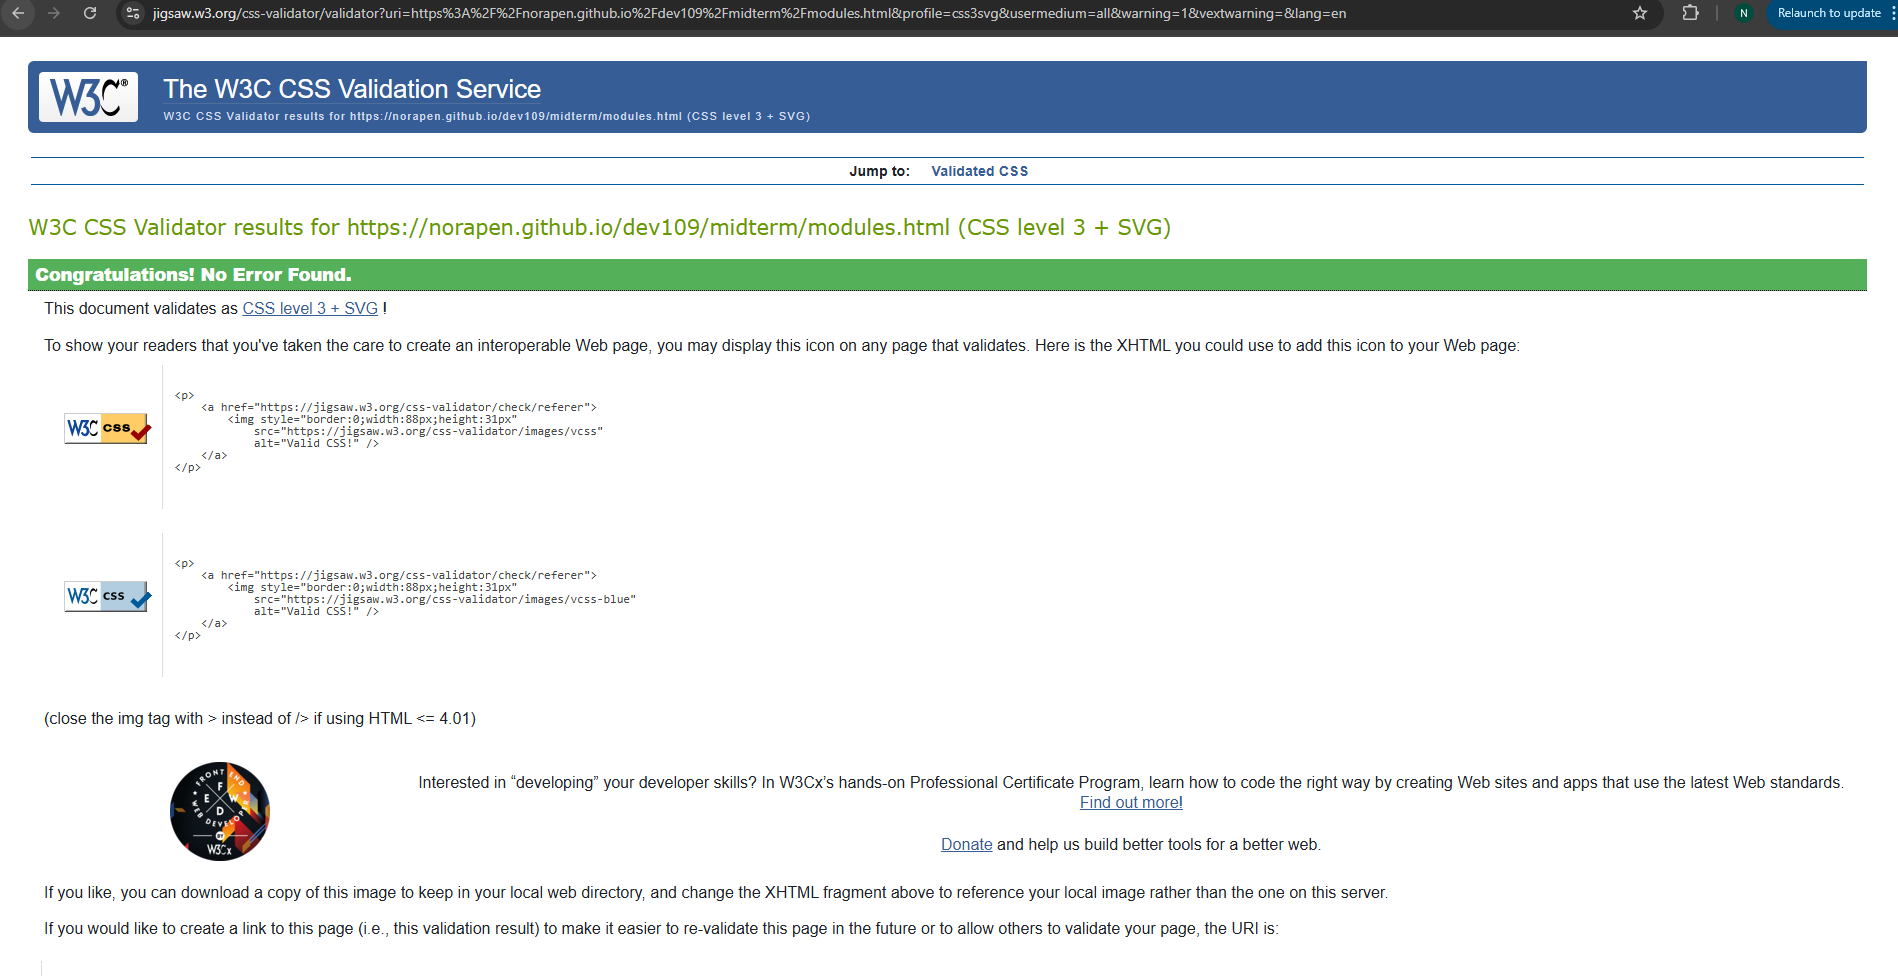 jigsaw.w3.org/css-validator/validator?uri=https%3A%2F%2Fnorapen.github.io%2Fdev109%2Fmidterm%2Fmodules.html&profile=css3svg&usermedium=all&warning=1&vextwarning=&lang=en
N
Relaunch to update
W3C®
The W3C CSS Validation Service
W3C CSS Validator results for https://norapen.github.io/dev109/midterm/modules.html (CSS level 3 + SVG)
Jump to: Validated CSS
W3C CSS Validator results for https://norapen.github.io/dev109/midterm/modules.html (CSS level 3 + SVG)
Congratulations! No Error Found.
This document validates as CSS level 3 + SVG !
To show your readers that you've taken the care to create an interoperable Web page, you may display this icon on any page that validates. Here is the XHTML you could use to add this icon to your Web page:
W3C css
<p>
<a href="https://jigsaw.w3.org/css-validator/check/referer">
<img style="border:0;width:88px;height:31px"
src="https://jigsaw.w3.org/css-validator/images/vcss"
alt="Valid CSS!" />
</a>
</p>
W3C css
<p>
<a href="https://jigsaw.w3.org/css-validator/check/referer">
<img style="border:0;width:88px;height:31px"
src="https://jigsaw.w3.org/css-validator/images/vcss-blue"
alt="Valid CSS!" />
</a>
</p>
(close the img tag with > instead of /> if using HTML <= 4.01)
FRONT END
F
E W
D
WEB DEVELOPER
BY
W3Cx
Interested in “developing” your developer skills? In W3Cx’s hands-on Professional Certificate Program, learn how to code the right way by creating Web sites and apps that use the latest Web standards.
Find out more!
Donate and help us build better tools for a better web.
If you like, you can download a copy of this image to keep in your local web directory, and change the XHTML fragment above to reference your local image rather than the one on this server.
If you would like to create a link to this page (i.e., this validation result) to make it easier to re-validate this page in the future or to allow others to validate your page, the URI is: